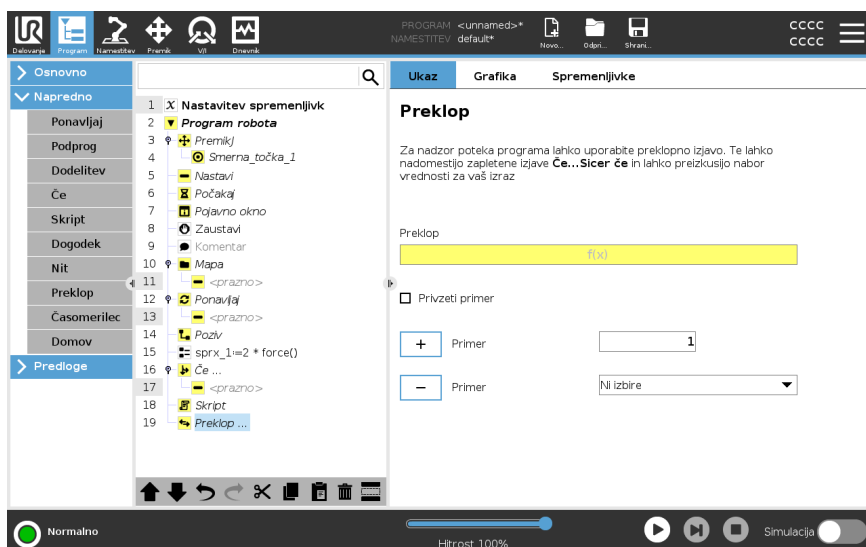 UR
PROGRAM <unnamed>*
NAMESTITEV default*
Delovanje Program Namestitev Premik V/I Dnevnik
Novo... Odpri... Shrani...
CCCC
CCCC
Osnovno
Napredno
Ponavljaj
Podprog
Dodelitev
Če
Skript
Dogodek
Nit
Preklop
Časomerilec
Domov
Predloge
1 X Nastavitev spremenljivk
2 Program robota
3 PremikJ
4 Smerna_točka_1
5 Nastavi
6 Počakaj
7 Pojavno okno
8 Zaustavi
9 Komentar
10 Mapa
11 <prazno>
12 Ponavljaj
13 <prazno>
14 Poziv
15 sprx_1:=2 * force()
16 Če ...
17 <prazno>
18 Skript
19 Preklop ...
Ukaz Grafika Spremenljivke
Preklop
Za nadzor poteka programa lahko uporabite preklopno izjavo. Te lahko
nadomestijo zapletene izjave Če...Sicer če in lahko preizkusijo nabor
vrednosti za vaš izraz
Preklop
f(x)
Privzeti primer
+ Primer 1
− Primer Ni izbire
Normalno
Hitrost 100%
Simulacija